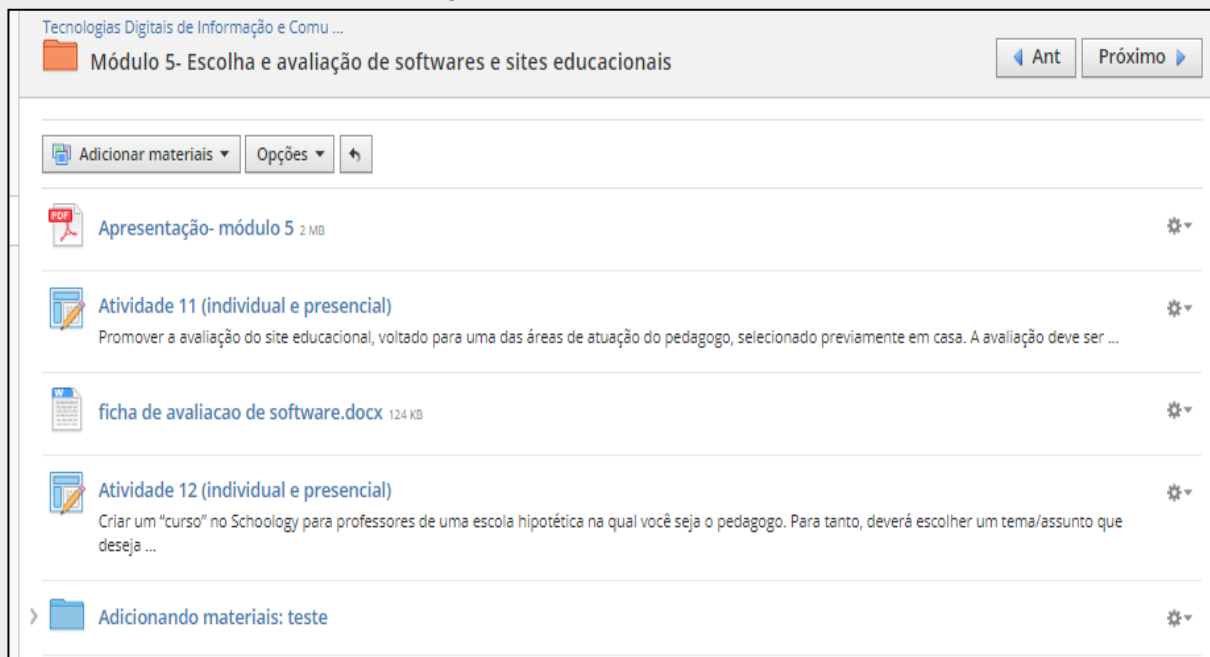 Tecnologias Digitais de Informação e Comu ...
Módulo 5- Escolha e avaliação de softwares e sites educacionais
Ant
Próximo
Adicionar materiais
Opções
PDF
Apresentação- módulo 5 2 MB
Atividade 11 (individual e presencial)
Promover a avaliação do site educacional, voltado para uma das áreas de atuação do pedagogo, selecionado previamente em casa. A avaliação deve ser ...
W
ficha de avaliacao de software.docx 124 KB
Atividade 12 (individual e presencial)
Criar um “curso” no Schoology para professores de uma escola hipotética na qual você seja o pedagogo. Para tanto, deverá escolher um tema/assunto que
deseja ...
Adicionando materiais: teste